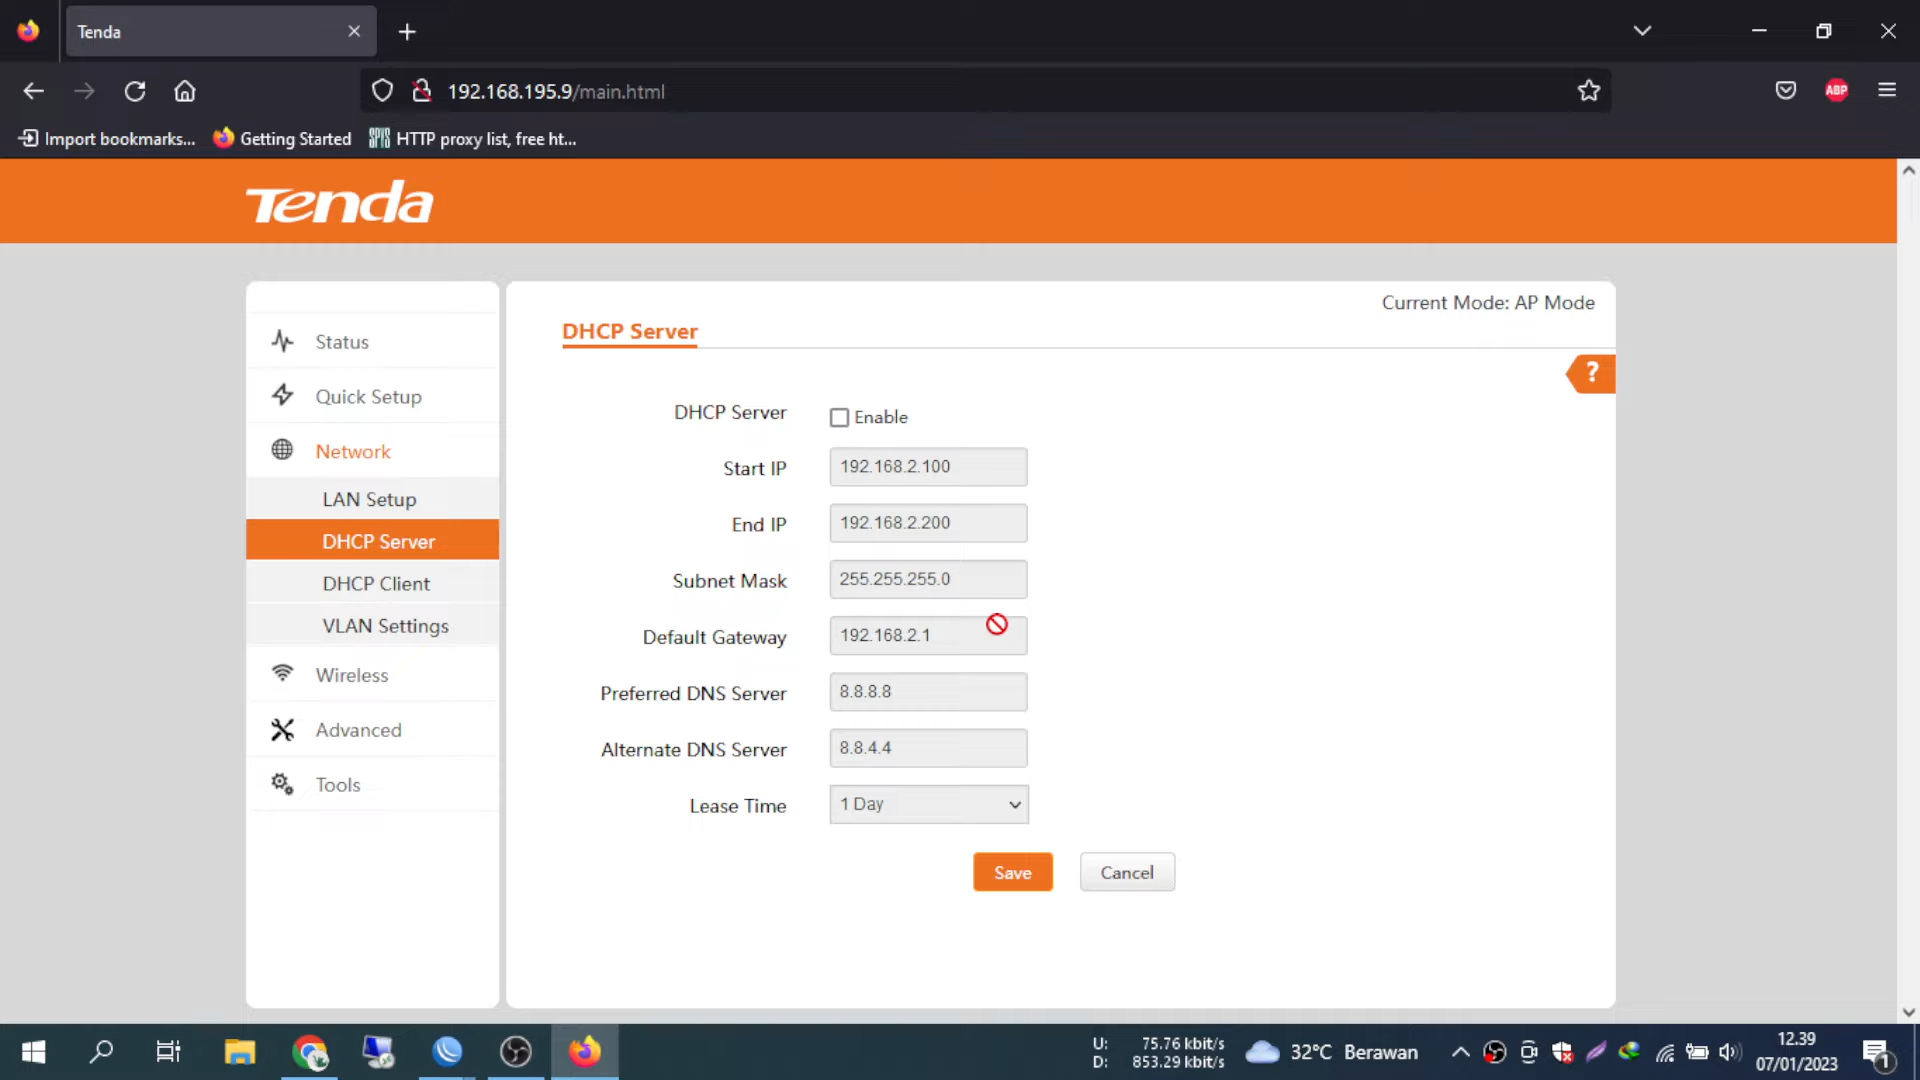 Tenda
192.168.195.9/main.html
Import bookmarks...
Getting Started
HTTP proxy list, free ht...
ABP
Tenda
Current Mode: AP Mode
Status
Quick Setup
Network
LAN Setup
DHCP Server
DHCP Client
VLAN Settings
Wireless
Advanced
Tools
DHCP Server
?
DHCP Server Enable
Start IP 192.168.2.100
End IP 192.168.2.200
Subnet Mask 255.255.255.0
Default Gateway 192.168.2.1
Preferred DNS Server 8.8.8.8
Alternate DNS Server 8.8.4.4
Lease Time 1 Day
Save Cancel
U: 75.76 kbit/s
D: 853.29 kbit/s
32°C Berawan
12.39
07/01/2023
1